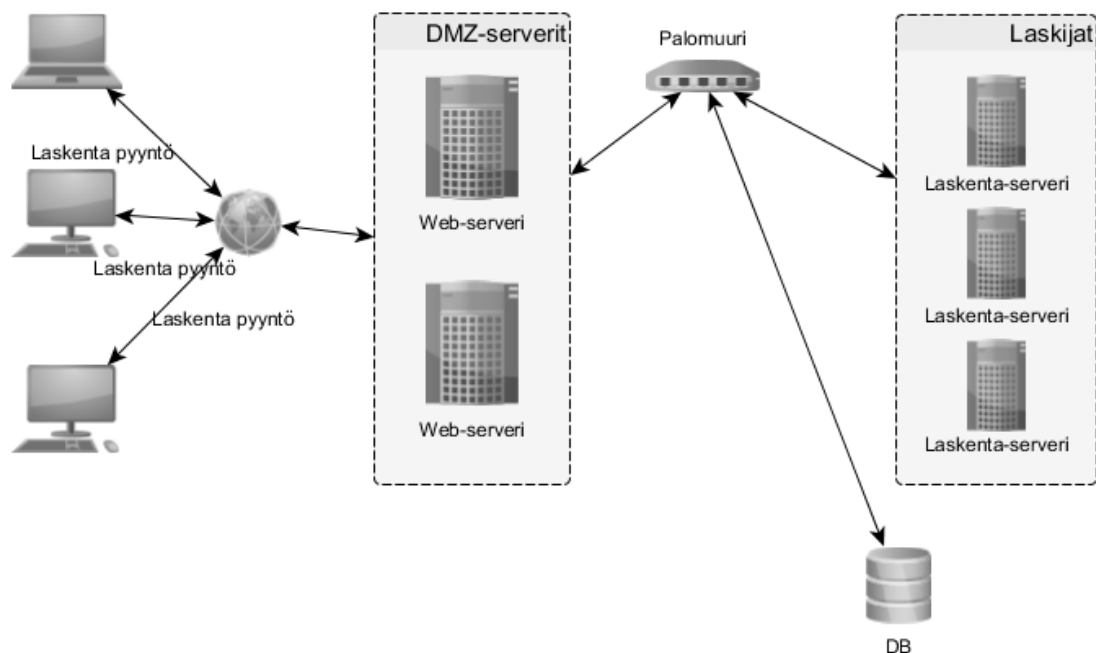 DMZ-serverit
Palomuuri
Laskijat
Laskenta pyyntö
Laskenta pyyntö
Laskenta pyyntö
Web-serveri
Web-serveri
Laskenta-serveri
Laskenta-serveri
Laskenta-serveri
DB